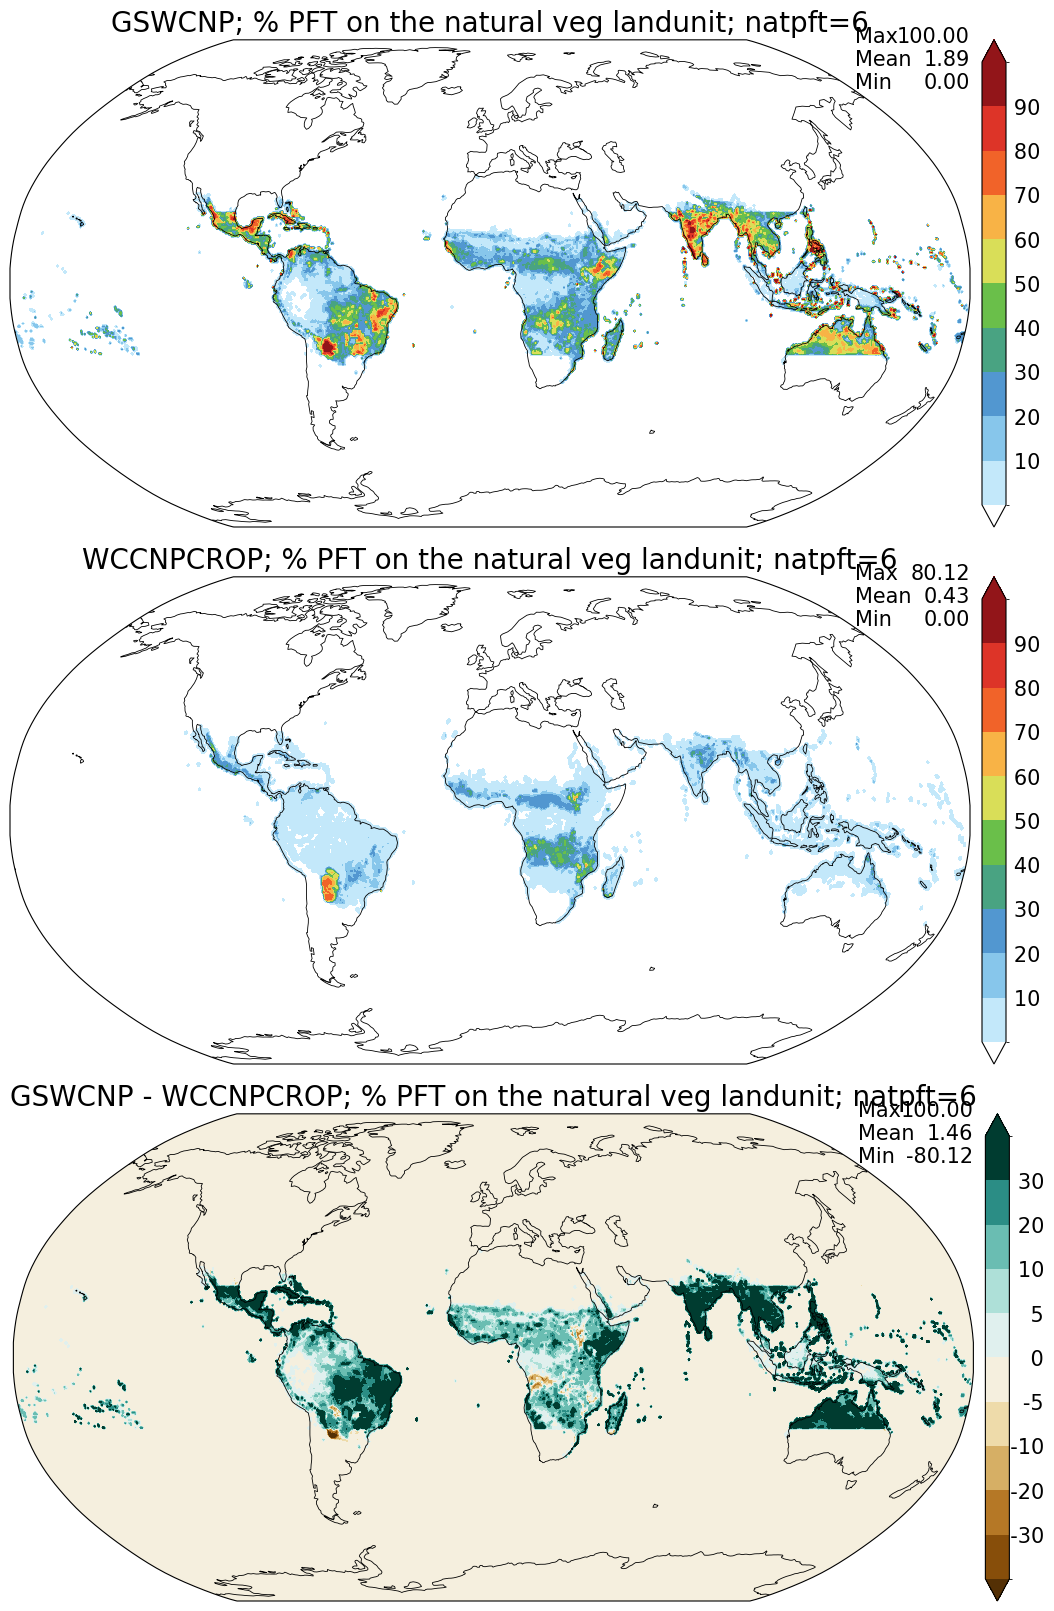 GSWCNP; % PFT on the natural veg landunit; natpft=6
Max100.00
Mean 1.89
Min 0.00
90
80
70
60
50
40
30
20
10
WCCNPCROP; % PFT on the natural veg landunit; natpft=6
Max 80.12
Mean 0.43
Min 0.00
90
80
70
60
50
40
30
20
10
GSWCNP - WCCNPCROP; % PFT on the natural veg landunit; natpft=6
Max100.00
Mean 1.46
Min -80.12
30
20
10
5
0
-5
-10
-20
-30